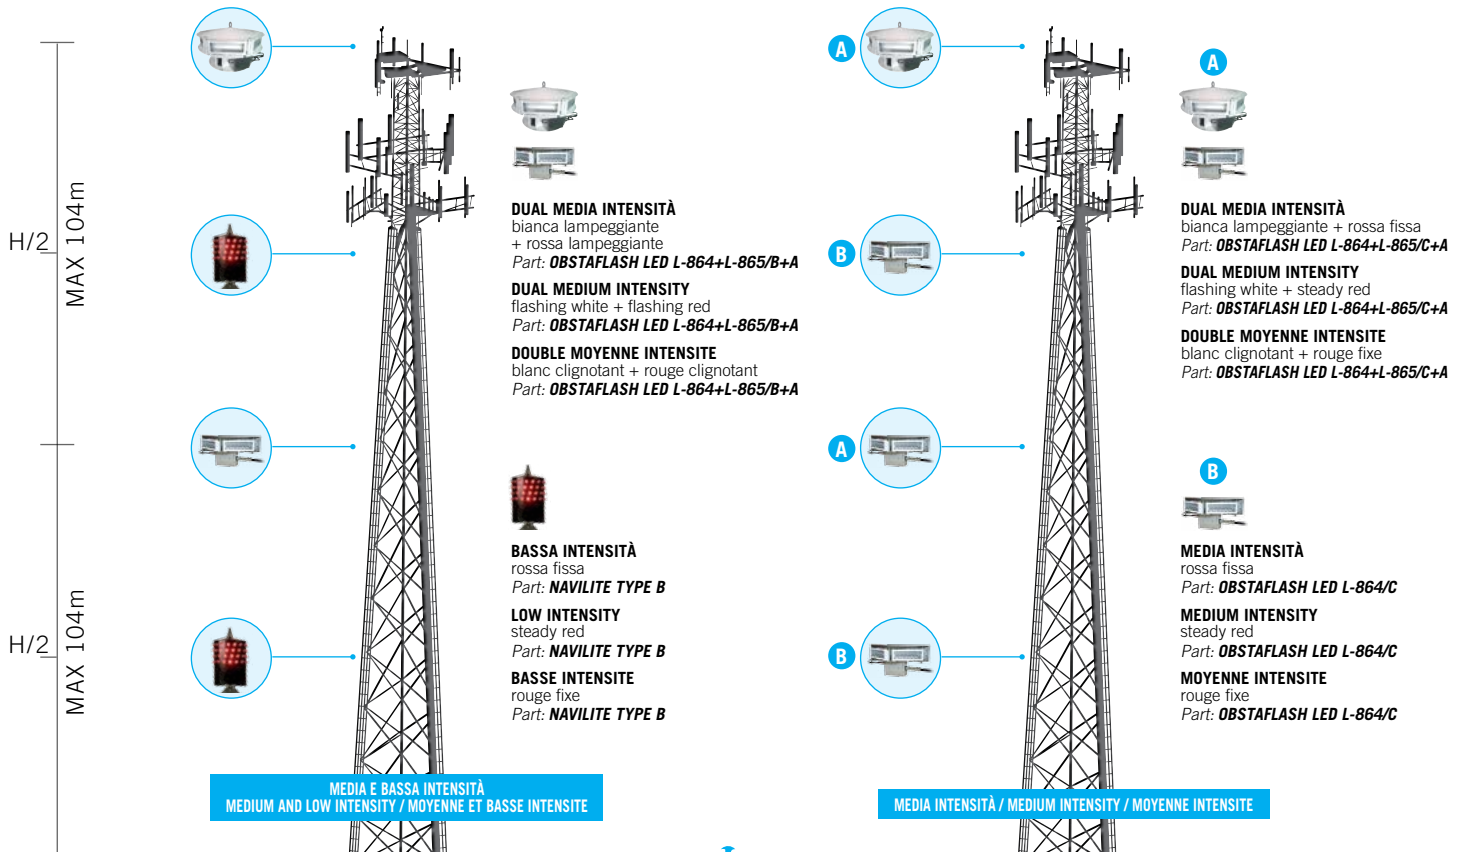 H/2
MAX 104m
H/2
MAX 104m
DUAL MEDIA INTENSITÀ
bianca lampeggiante
+ rossa lampeggiante
Part: OBSTAFLASH LED L-864+L-865/B+A
DUAL MEDIUM INTENSITY
flashing white + flashing red
Part: OBSTAFLASH LED L-864+L-865/B+A
DOUBLE MOYENNE INTENSITE
blanc clignotant + rouge clignotant
Part: OBSTAFLASH LED L-864+L-865/B+A
BASSA INTENSITÀ
rossa fissa
Part: NAVILITE TYPE B
LOW INTENSITY
steady red
Part: NAVILITE TYPE B
BASSE INTENSITE
rouge fixe
Part: NAVILITE TYPE B
MEDIA E BASSA INTENSITÀ
MEDIUM AND LOW INTENSITY / MOYENNE ET BASSE INTENSITE
A
B
A
B
A
DUAL MEDIA INTENSITÀ
bianca lampeggiante + rossa fissa
Part: OBSTAFLASH LED L-864+L-865/C+A
DUAL MEDIUM INTENSITY
flashing white + steady red
Part: OBSTAFLASH LED L-864+L-865/C+A
DOUBLE MOYENNE INTENSITE
blanc clignotant + rouge fixe
Part: OBSTAFLASH LED L-864+L-865/C+A
B
MEDIA INTENSITÀ
rossa fissa
Part: OBSTAFLASH LED L-864/C
MEDIUM INTENSITY
steady red
Part: OBSTAFLASH LED L-864/C
MOYENNE INTENSITE
rouge fixe
Part: OBSTAFLASH LED L-864/C
MEDIA INTENSITÀ / MEDIUM INTENSITY / MOYENNE INTENSITE